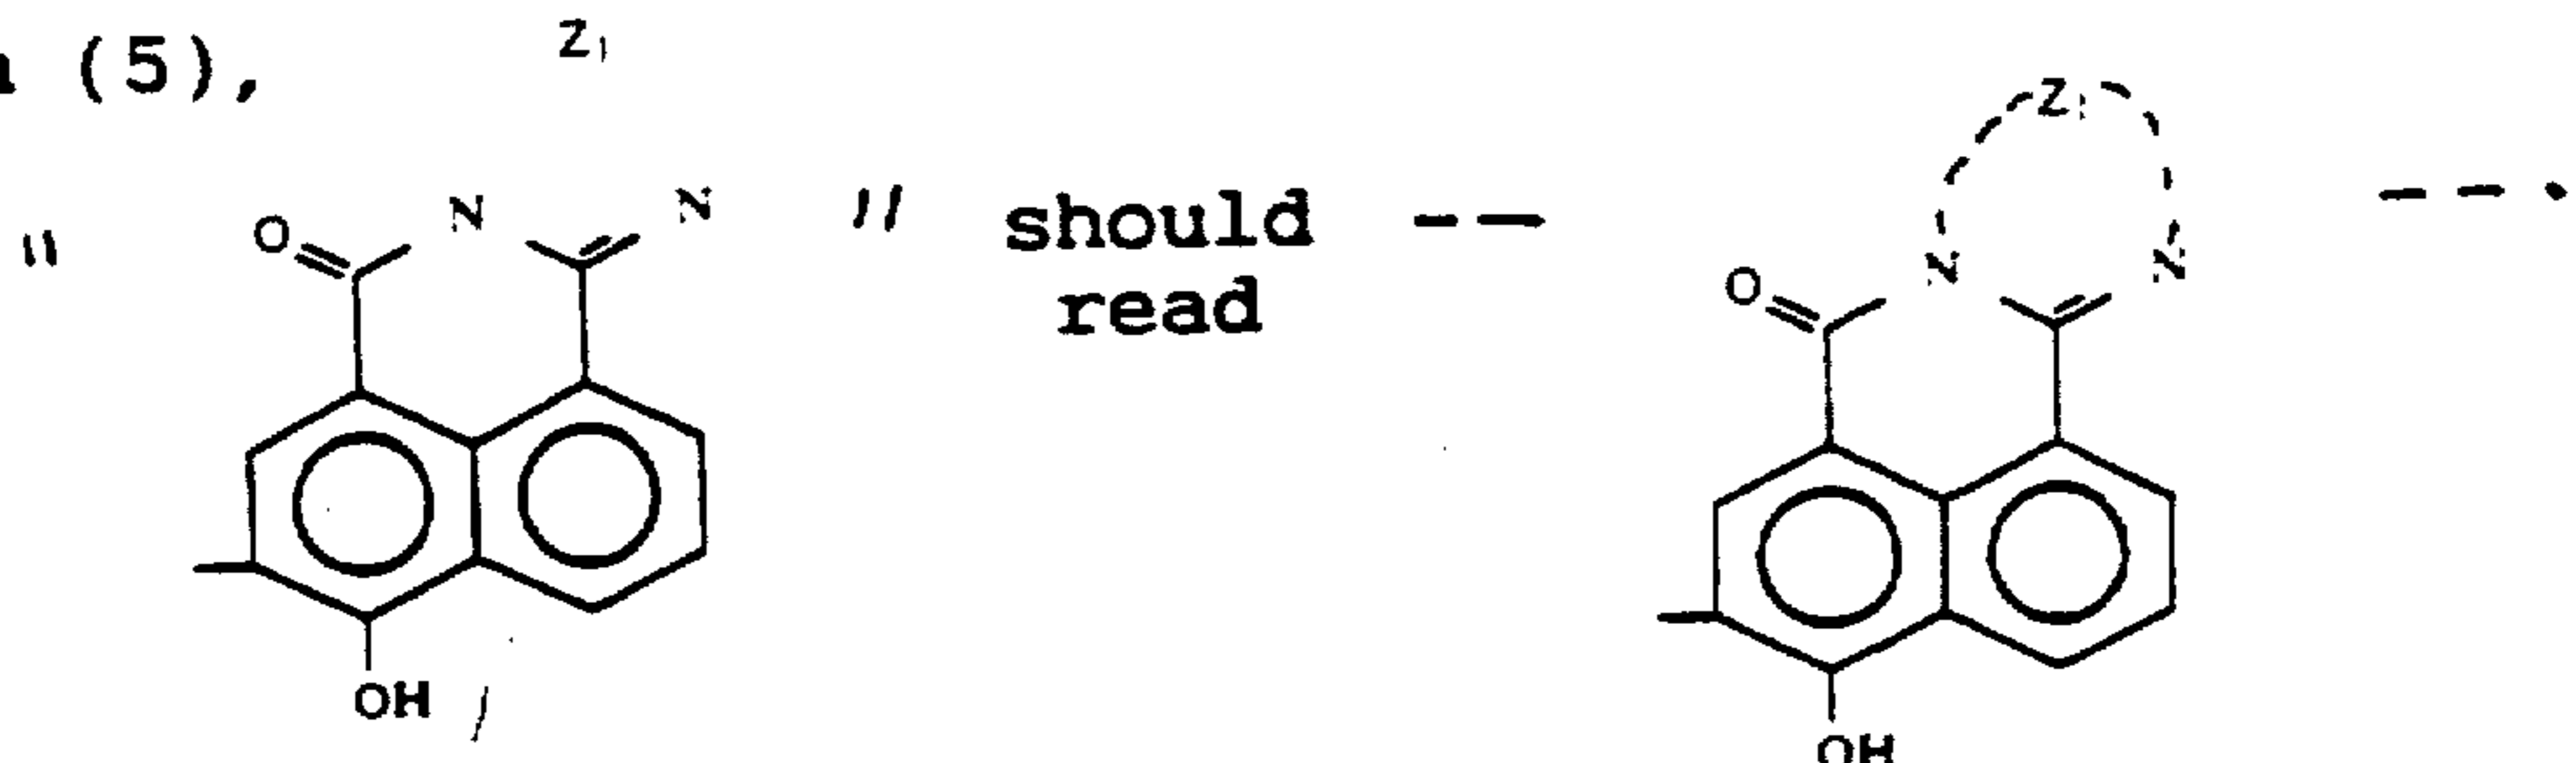 (5),
Z₁
" O N N " should read -- O Z₁ N N --.
OH
OH